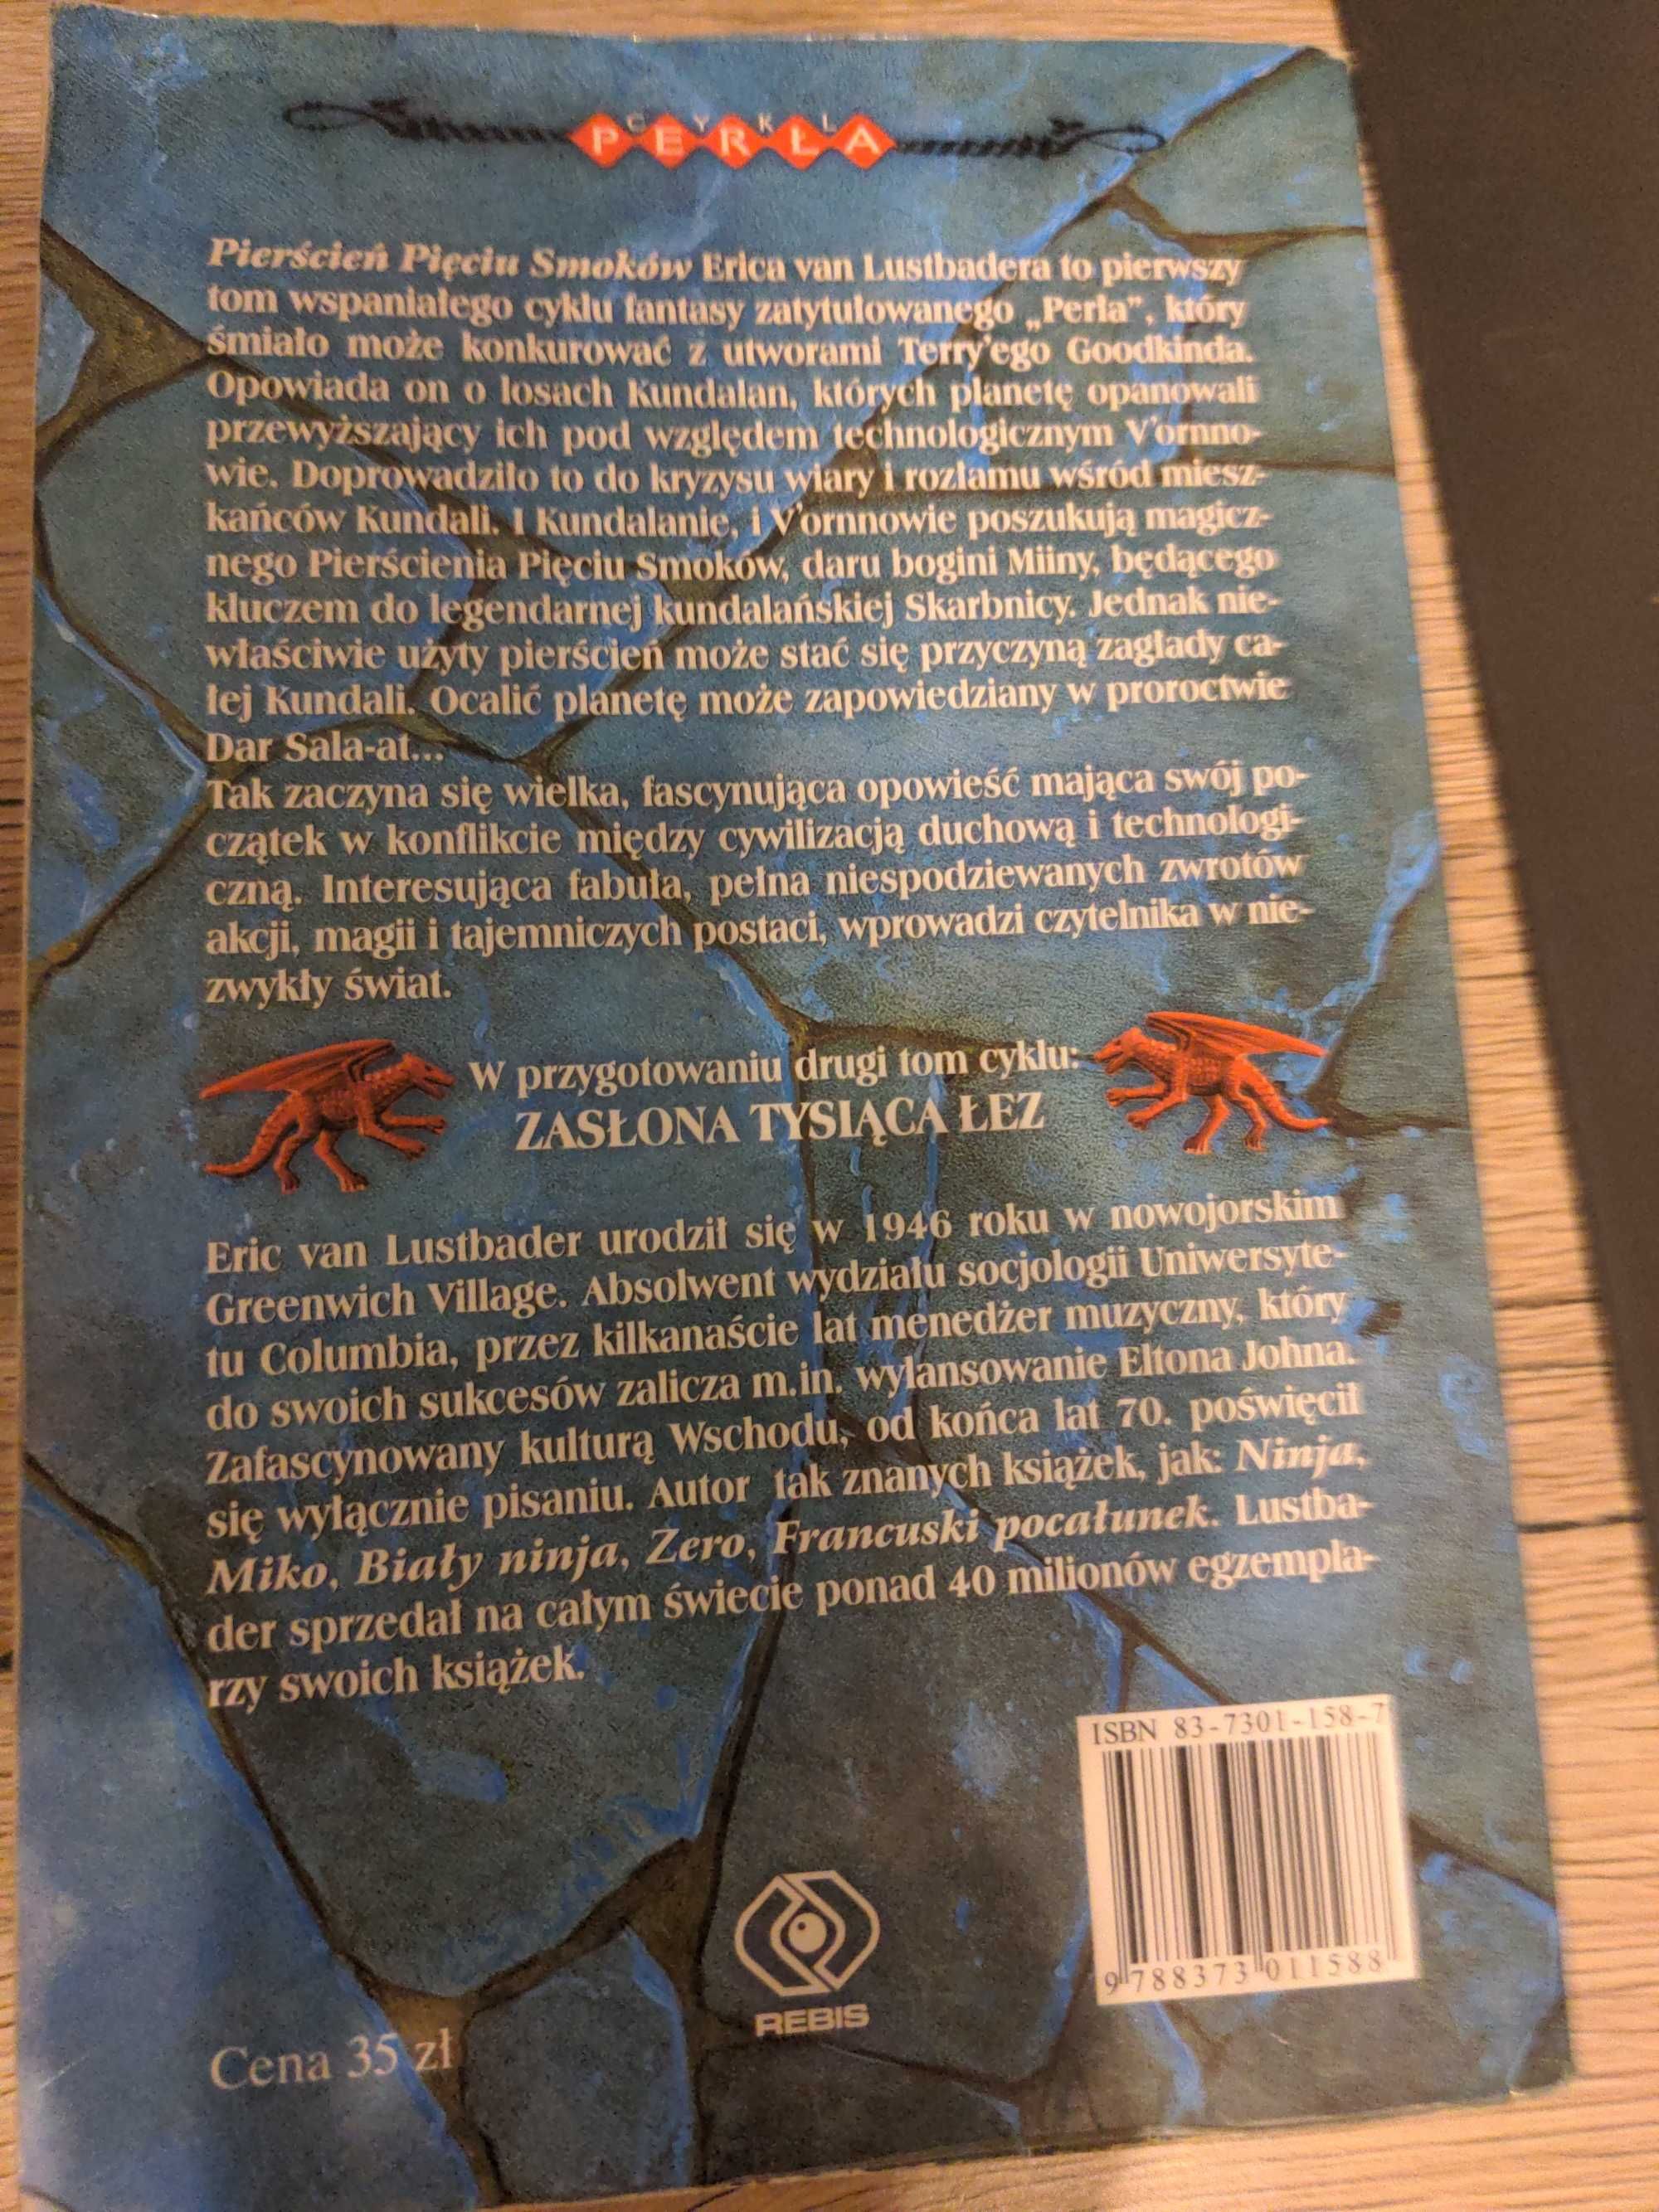 CYKL
PERŁA
Pierścień Pięciu Smoków Erica van Lustbadera to pierwszy
tom wspaniałego cyklu fantasy zatytułowanego „Perła”, który
śmiało może konkurować z utworami Terry'ego Goodkinda.
Opowiada on o losach Kundalan, których planetę opanowali
przewyższający ich pod względem technologicznym V'ornno-
wie. Doprowadziło to do kryzysu wiary i rozłamu wśród miesz-
kańców Kundali. I Kundalanie, i V'ornnowie poszukują magicz-
nego Pierścienia Pięciu Smoków, daru bogini Miiny, będącego
kluczem do legendarnej kundalańskiej Skarbnicy. Jednak nie-
właściwie użyty pierścień może stać się przyczyną zagłady ca-
łej Kundali. Ocalić planetę może zapowiedziany w proroctwie
Dar Sala-at...
Tak zaczyna się wielka, fascynująca opowieść mająca swój po-
czątek w konflikcie między cywilizacją duchową i technologi-
czną. Interesująca fabuła, pełna niespodziewanych zwrotów
akcji, magii i tajemniczych postaci, wprowadzi czytelnika w nie-
zwykły świat.
W przygotowaniu drugi tom cyklu:
ZASŁONA TYSIĄCA ŁEZ
Eric van Lustbader urodził się w 1946 roku w nowojorskim
Greenwich Village. Absolwent wydziału socjologii Uniwersyte-
tu Columbia, przez kilkanaście lat menedżer muzyczny, który
do swoich sukcesów zalicza m.in. wylansowanie Eltona Johna.
Zafascynowany kulturą Wschodu, od końca lat 70. poświęcił
się wyłącznie pisaniu. Autor tak znanych książek, jak: Ninja,
Miko, Biały ninja, Zero, Francuski pocałunek. Lustba-
der sprzedał na całym świecie ponad 40 milionów egzempla-
rzy swoich książek.
ISBN 83-7301-158-7
9 788373 011588
REBIS
Cena 35 zł